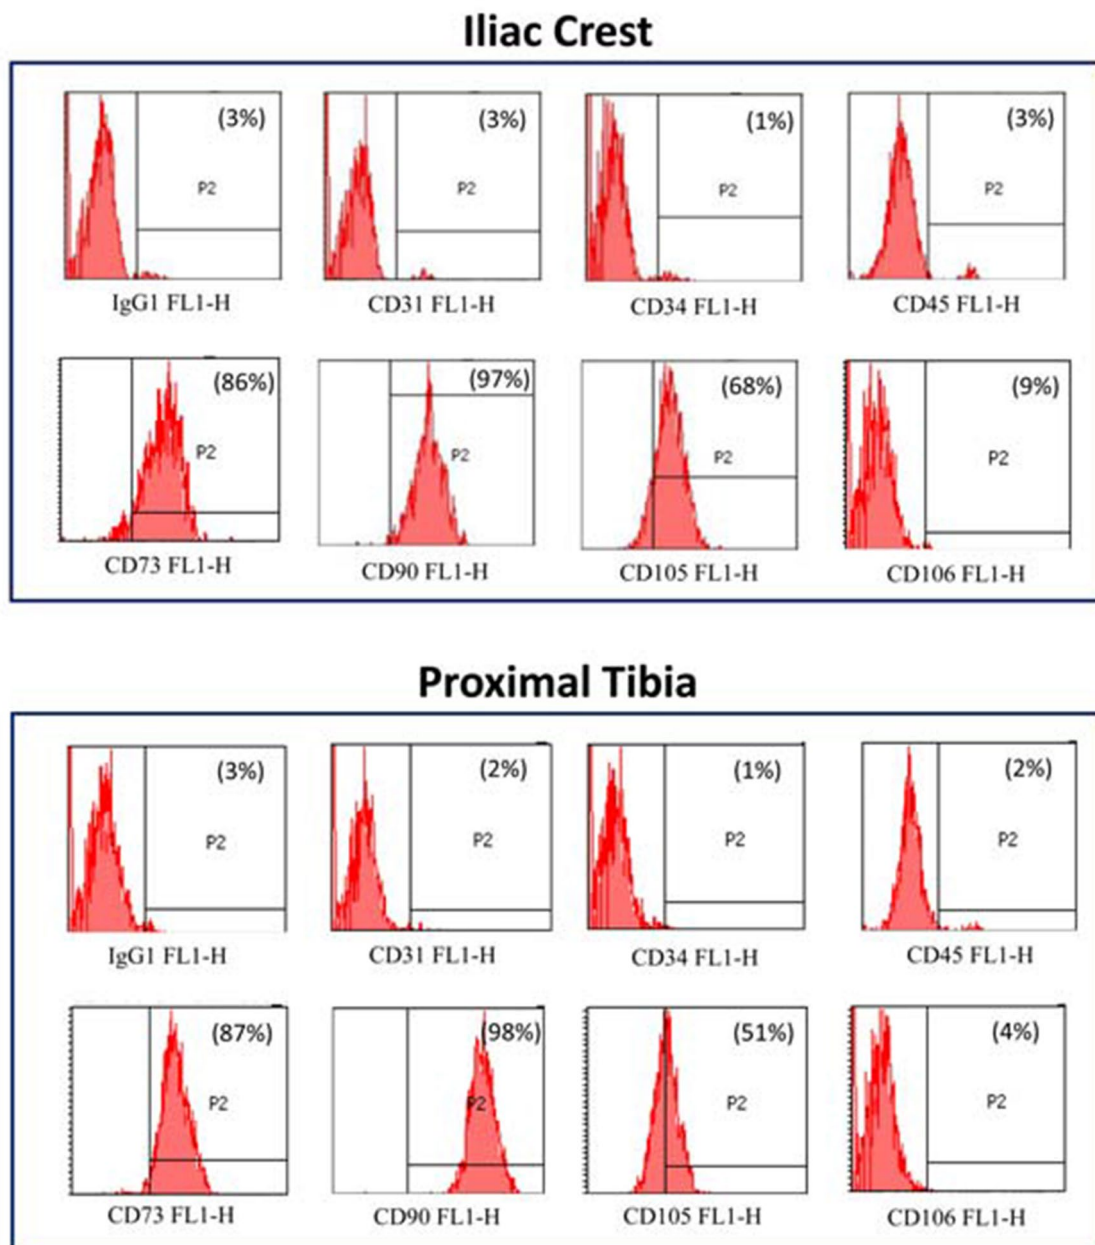 Iliac Crest
(3%) (3%) (1%) (3%)
P2 P2 P2 P2
IgG1 FL1-H CD31 FL1-H CD34 FL1-H CD45 FL1-H
(86%) (97%) (68%) (9%)
P2 P2 P2 P2
CD73 FL1-H CD90 FL1-H CD105 FL1-H CD106 FL1-H
Proximal Tibia
(3%) (2%) (1%) (2%)
P2 P2 P2 P2
IgG1 FL1-H CD31 FL1-H CD34 FL1-H CD45 FL1-H
(87%) (98%) (51%) (4%)
P2 P2 P2 P2
CD73 FL1-H CD90 FL1-H CD105 FL1-H CD106 FL1-H